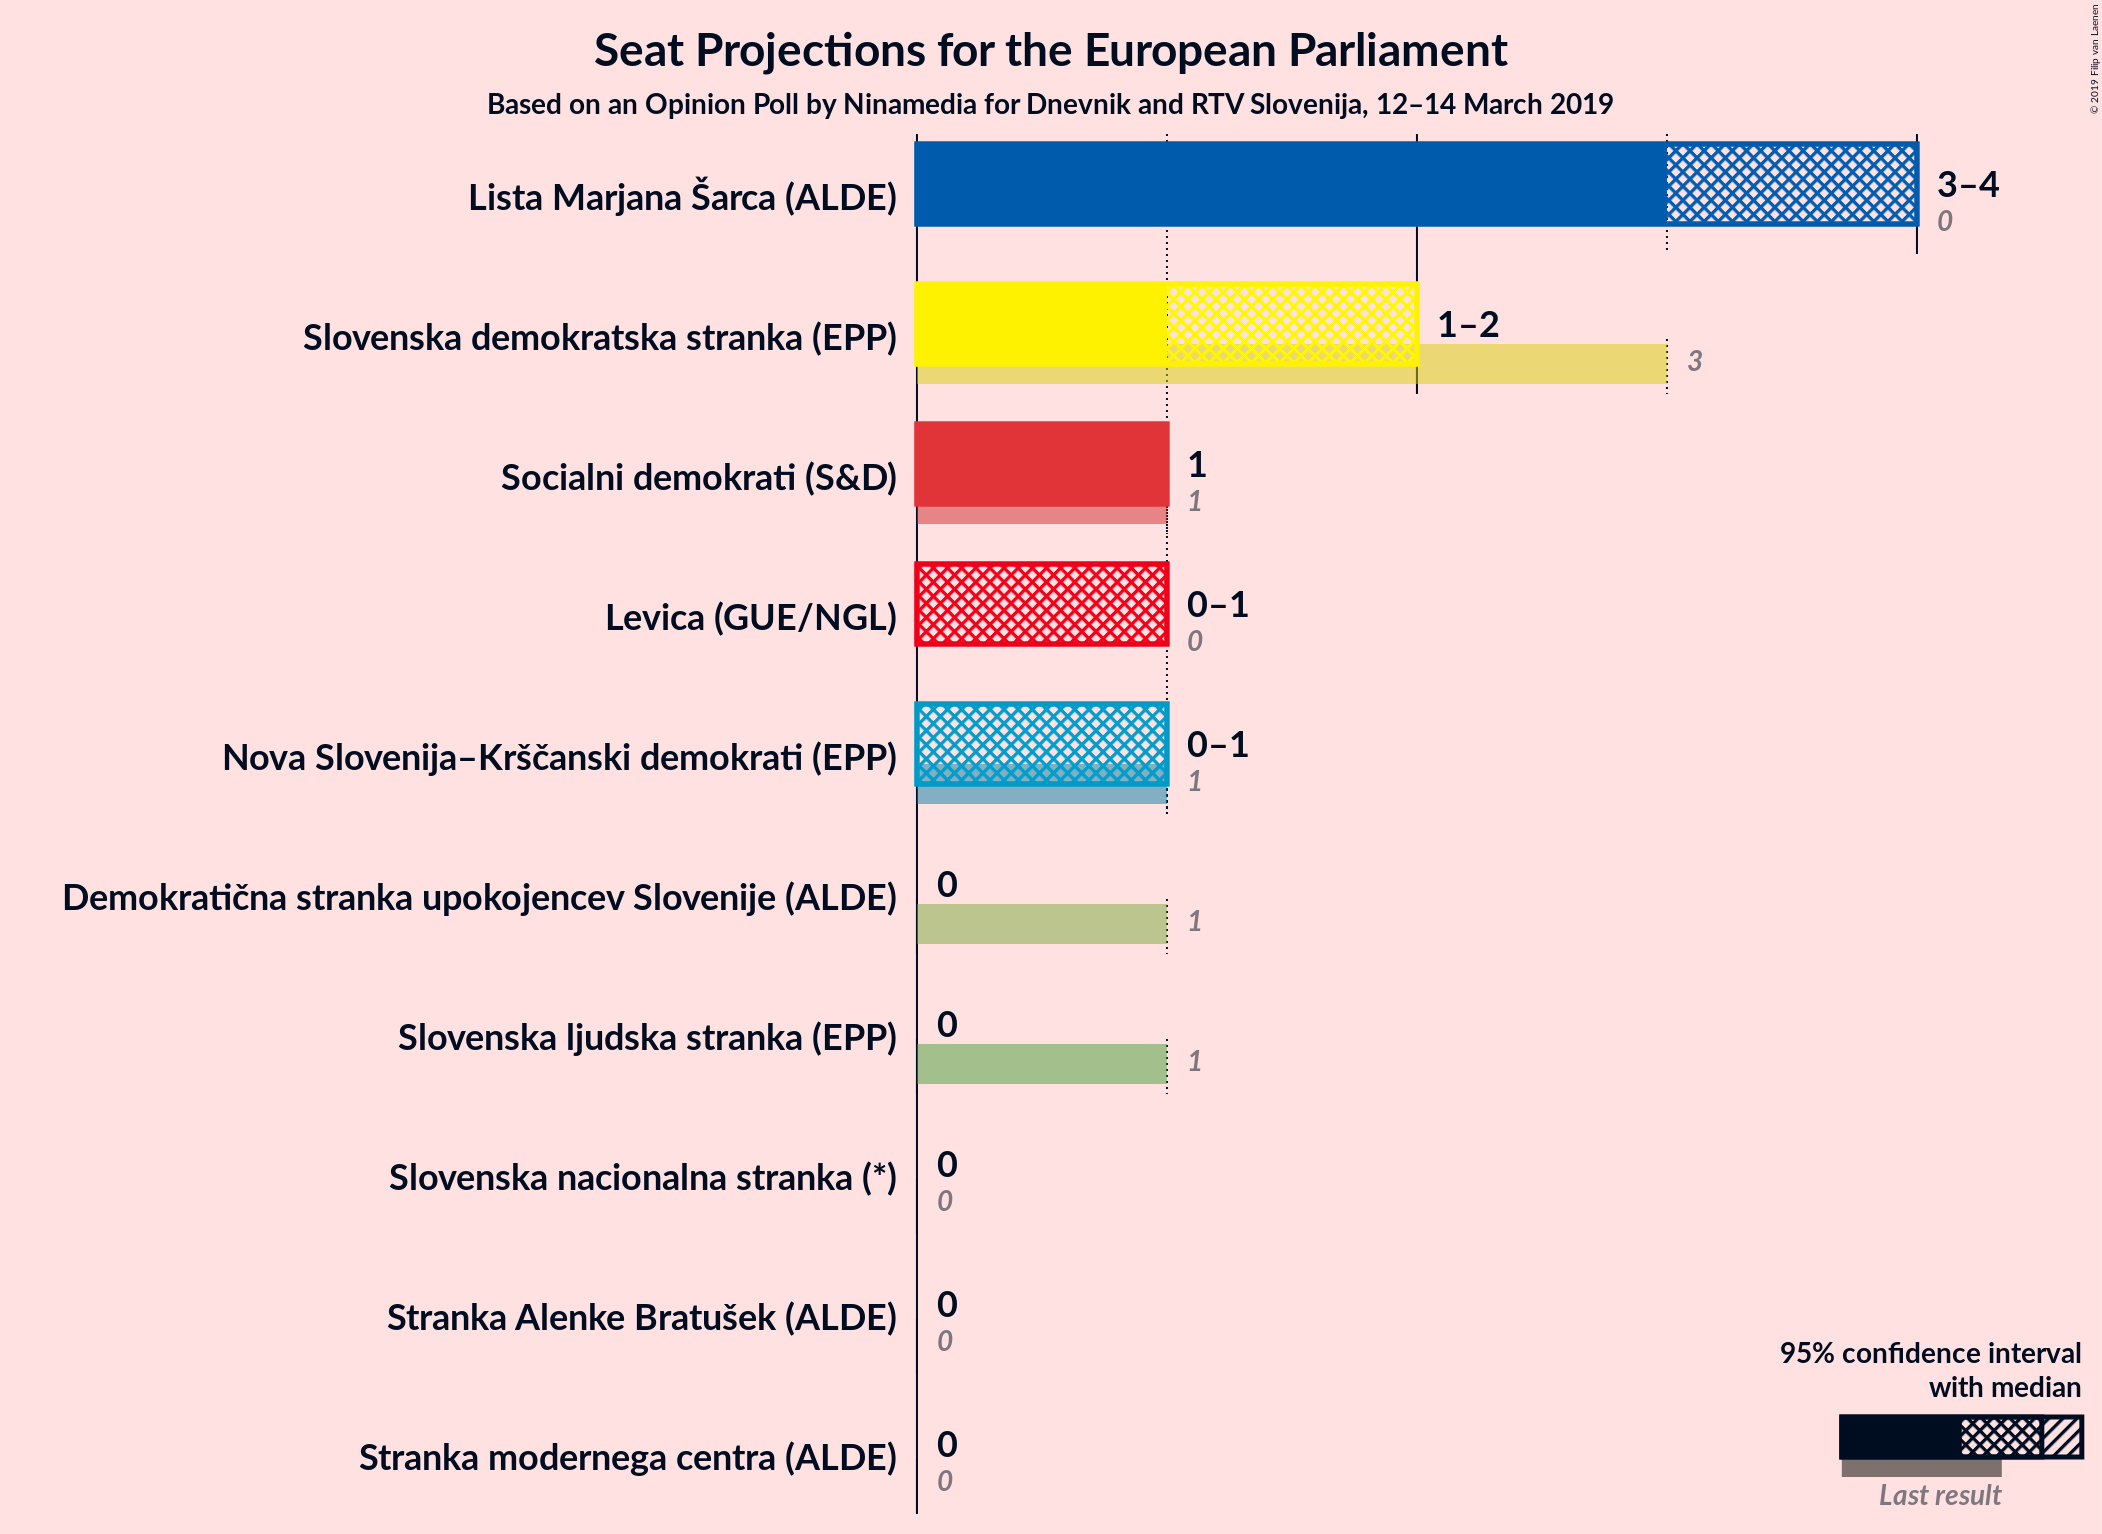 Seat Projections for the European Parliament
Based on an Opinion Poll by Ninamedia for Dnevnik and RTV Slovenija, 12–14 March 2019
© 2019 Filip van Laenen
Lista Marjana Šarca (ALDE)
3–4
0
Slovenska demokratska stranka (EPP)
1–2
3
Socialni demokrati (S&D)
1
1
Levica (GUE/NGL)
0–1
0
Nova Slovenija–Krščanski demokrati (EPP)
0–1
1
Demokratična stranka upokojencev Slovenije (ALDE)
0
1
Slovenska ljudska stranka (EPP)
0
1
Slovenska nacionalna stranka (*)
0
0
Stranka Alenke Bratušek (ALDE)
0
0
Stranka modernega centra (ALDE)
0
0
95% confidence interval
with median
Last result